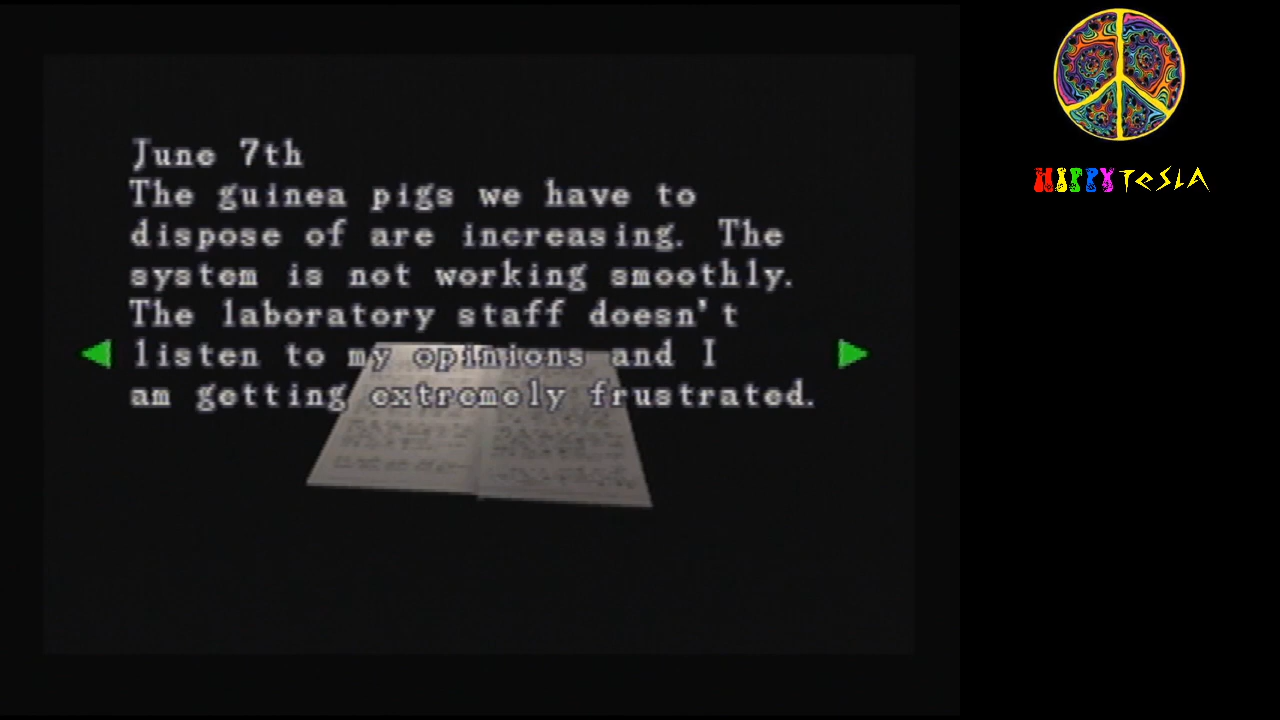 June 7th
The guinea pigs we have to
dispose of are increasing. The
system is not working smoothly.
The laboratory staff doesn't
listen to my opinions and I
am getting extremely frustrated.
HIPPYTESLA